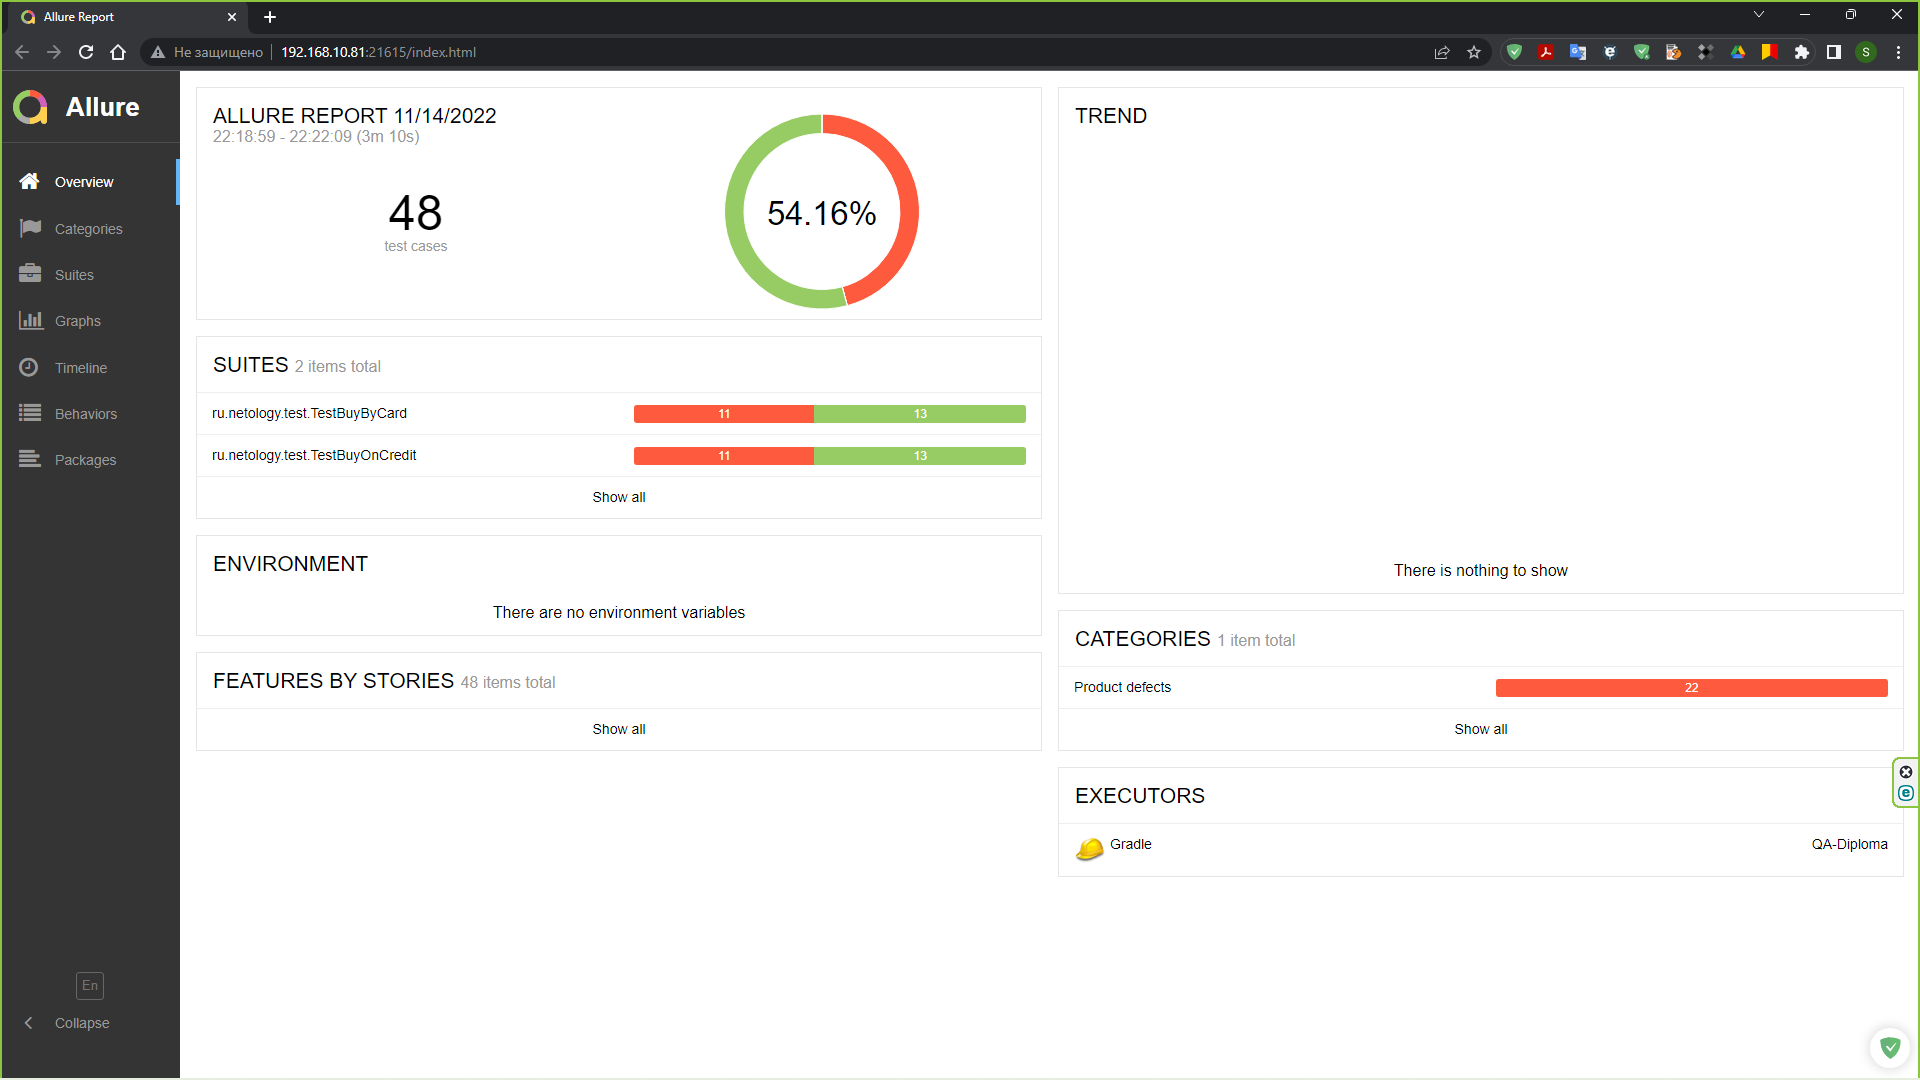 Allure Report
Не защищено
192.168.10.81:21615/index.html
S
Allure
Overview
Categories
Suites
Graphs
Timeline
Behaviors
Packages
En
Collapse
ALLURE REPORT 11/14/2022
22:18:59 - 22:22:09 (3m 10s)
48
test cases
54.16%
SUITES 2 items total
ru.netology.test.TestBuyByCard
11 13
ru.netology.test.TestBuyOnCredit
11 13
Show all
ENVIRONMENT
There are no environment variables
FEATURES BY STORIES 48 items total
Show all
TREND
There is nothing to show
CATEGORIES 1 item total
Product defects
22
Show all
EXECUTORS
Gradle
QA-Diploma